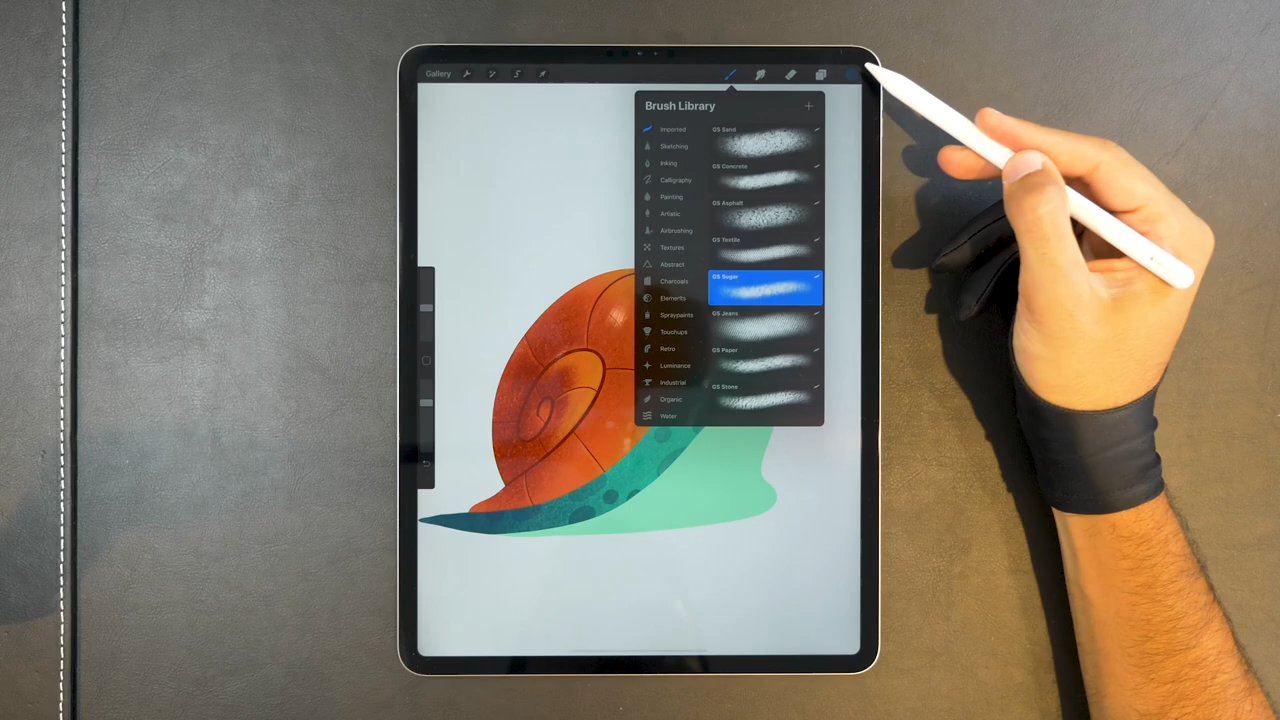 Gallery
Brush Library
Imported
Sketching
Inking
Calligraphy
Painting
Artistic
Airbrushing
Textures
Abstract
Charcoals
Elements
Spraypaints
Touchups
Retro
Luminance
Industrial
Organic
Water
GS Sand
GS Concrete
GS Asphalt
GS Textile
GS Sugar
GS Jeans
GS Paper
GS Stone